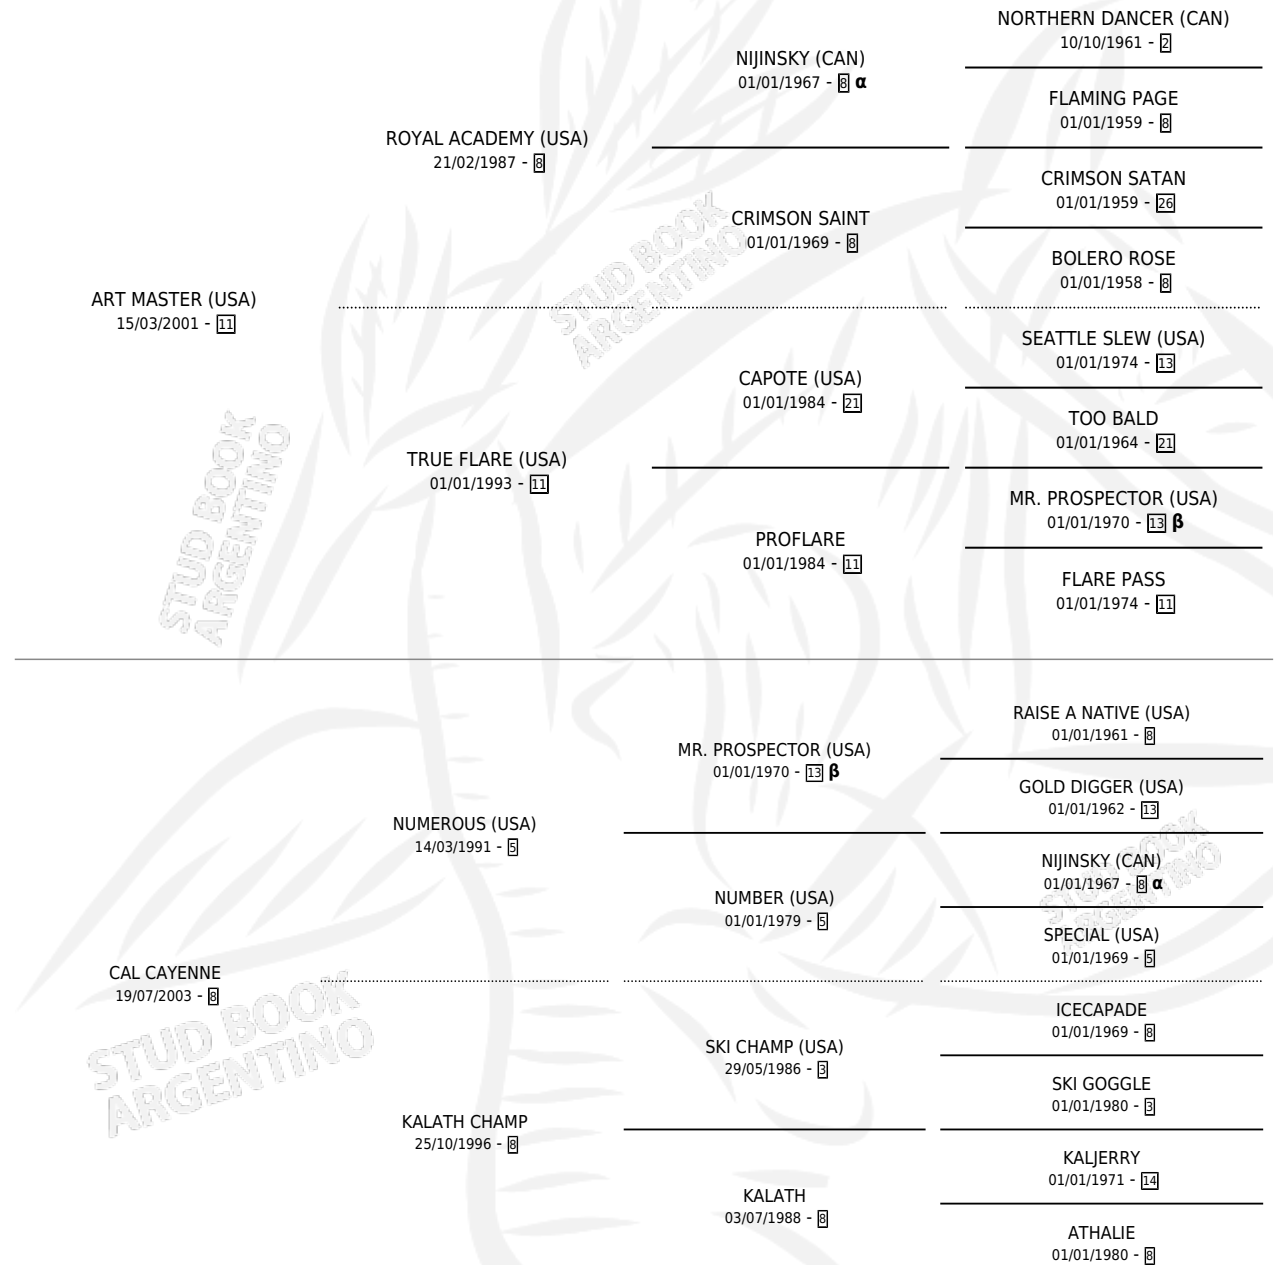 NORTHERN DANCER (CAN)
10/10/1961 - 2
NIJINSKY (CAN)
01/01/1967 - 8 α
FLAMING PAGE
01/01/1959 - 8
ROYAL ACADEMY (USA)
21/02/1987 - 8
CRIMSON SATAN
01/01/1959 - 26
CRIMSON SAINT
01/01/1969 - 8
BOLERO ROSE
01/01/1958 - 8
STUD BOOK
ARGENTINO
ART MASTER (USA)
15/03/2001 - 11
SEATTLE SLEW (USA)
01/01/1974 - 13
CAPOTE (USA)
01/01/1984 - 21
TOO BALD
01/01/1964 - 21
TRUE FLARE (USA)
01/01/1993 - 11
MR. PROSPECTOR (USA)
01/01/1970 - 13 β
PROFLARE
01/01/1984 - 11
FLARE PASS
01/01/1974 - 11
STUD BOOK
ARGENTINO
RAISE A NATIVE (USA)
01/01/1961 - 8
MR. PROSPECTOR (USA)
01/01/1970 - 13 β
GOLD DIGGER (USA)
01/01/1962 - 13
NUMEROUS (USA)
14/03/1991 - 5
NIJINSKY (CAN)
01/01/1967 - 8 α
STUD BOOK
ARGENTINO
NUMBER (USA)
01/01/1979 - 5
SPECIAL (USA)
01/01/1969 - 5
CAL CAYENNE
19/07/2003 - 8
STUD BOOK
ARGENTINO
ICECAPADE
01/01/1969 - 8
SKI CHAMP (USA)
29/05/1986 - 3
SKI GOGGLE
01/01/1980 - 3
KALATH CHAMP
25/10/1996 - 8
KALJERRY
01/01/1971 - 14
KALATH
03/07/1988 - 8
ATHALIE
01/01/1980 - 8